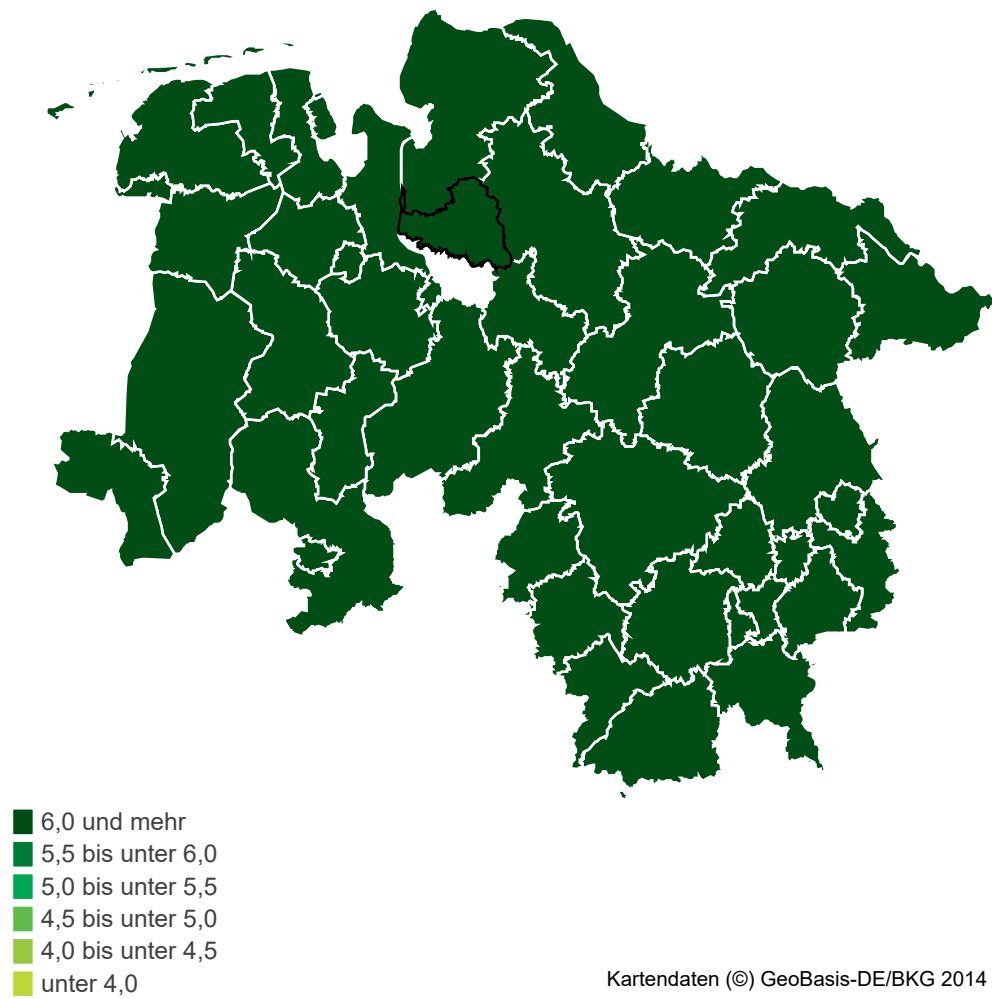 6,0 und mehr
5,5 bis unter 6,0
5,0 bis unter 5,5
4,5 bis unter 5,0
4,0 bis unter 4,5
unter 4,0
Kartendaten (©) GeoBasis-DE/BKG 2014